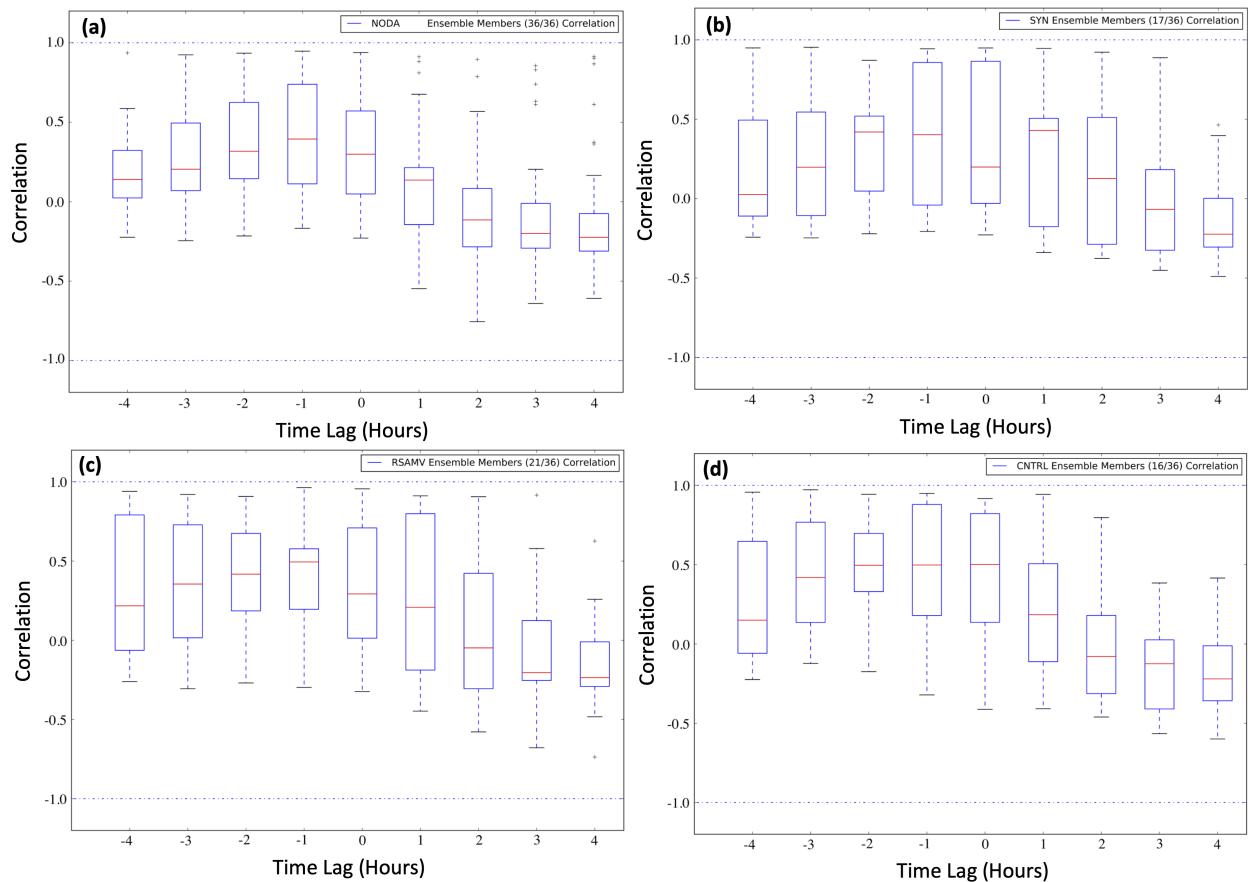 (a)
NODA Ensemble Members (36/36) Correlation
1.0
0.5
0.0
-0.5
-1.0
Correlation
-4 -3 -2 -1 0 1 2 3 4
Time Lag (Hours)
(b)
SYN Ensemble Members (17/36) Correlation
1.0
0.5
0.0
-0.5
-1.0
Correlation
-4 -3 -2 -1 0 1 2 3 4
Time Lag (Hours)
(c)
RSAMV Ensemble Members (21/36) Correlation
1.0
0.5
0.0
-0.5
-1.0
Correlation
-4 -3 -2 -1 0 1 2 3 4
Time Lag (Hours)
(d)
CNTRL Ensemble Members (16/36) Correlation
1.0
0.5
0.0
-0.5
-1.0
Correlation
-4 -3 -2 -1 0 1 2 3 4
Time Lag (Hours)